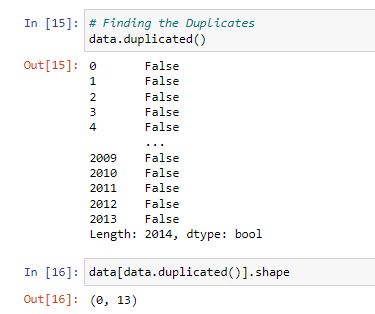 In [15]: # Finding the Duplicates
data.duplicated()
Out[15]: 0 False
1 False
2 False
3 False
4 False
...
2009 False
2010 False
2011 False
2012 False
2013 False
Length: 2014, dtype: bool
In [16]: data[data.duplicated()].shape
Out[16]: (0, 13)